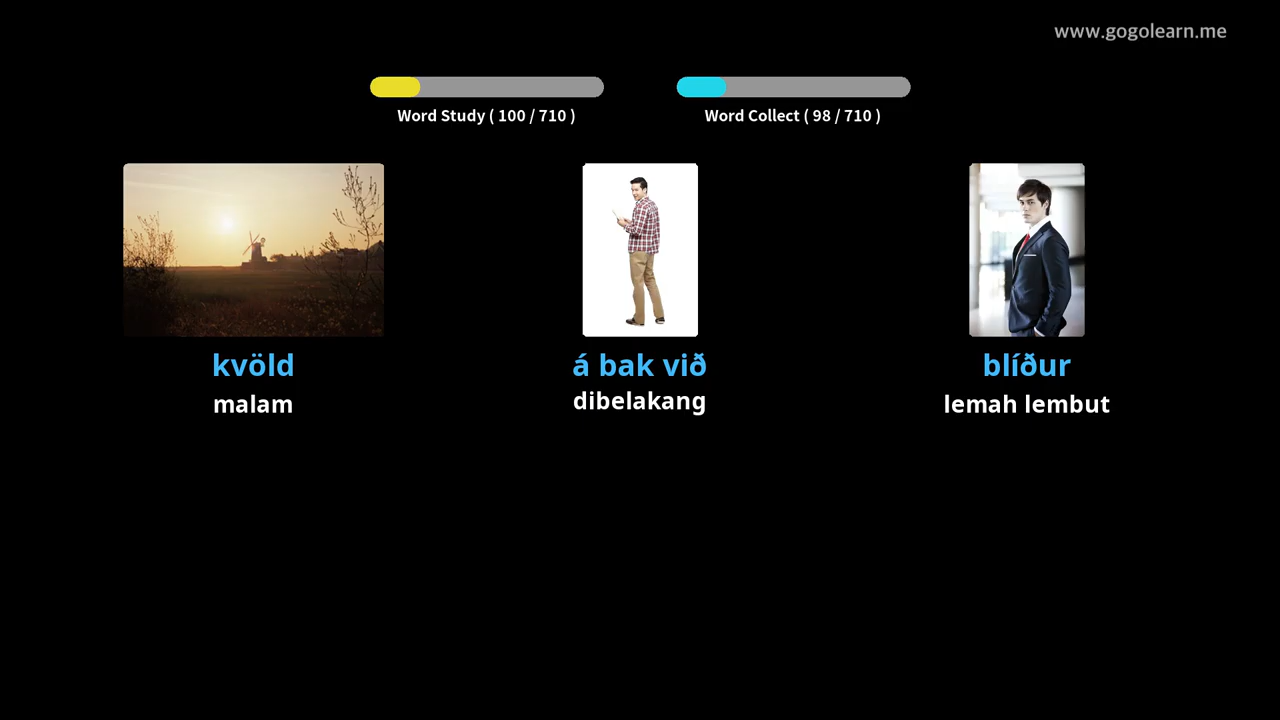 www.gogolearn.me
Word Study ( 100 / 710 )
Word Collect ( 98 / 710 )
kvöld
malam
á bak við
dibelakang
blíður
lemah lembut